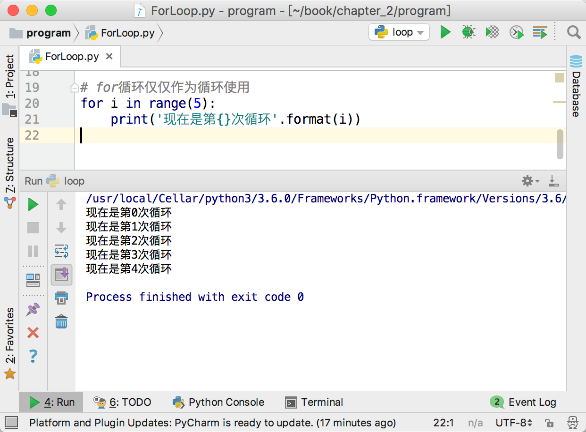 ForLoop.py - program - [~/book/chapter_2/program]
program ForLoop.py loop
ForLoop.py
1: Project
Z: Structure
2: Favorites
Database
19 # for循环仅仅作为循环使用
20 for i in range(5):
21 print('现在是第{}次循环'.format(i))
22
Run loop
/usr/local/Cellar/python3/3.6.0/Frameworks/Python.framework/Versions/3.6/
现在是第0次循环
现在是第1次循环
现在是第2次循环
现在是第3次循环
现在是第4次循环
Process finished with exit code 0
4: Run 6: TODO Python Console Terminal 2 Event Log
Platform and Plugin Updates: PyCharm is ready to update. (17 minutes ago) 22:1 n/a UTF-8